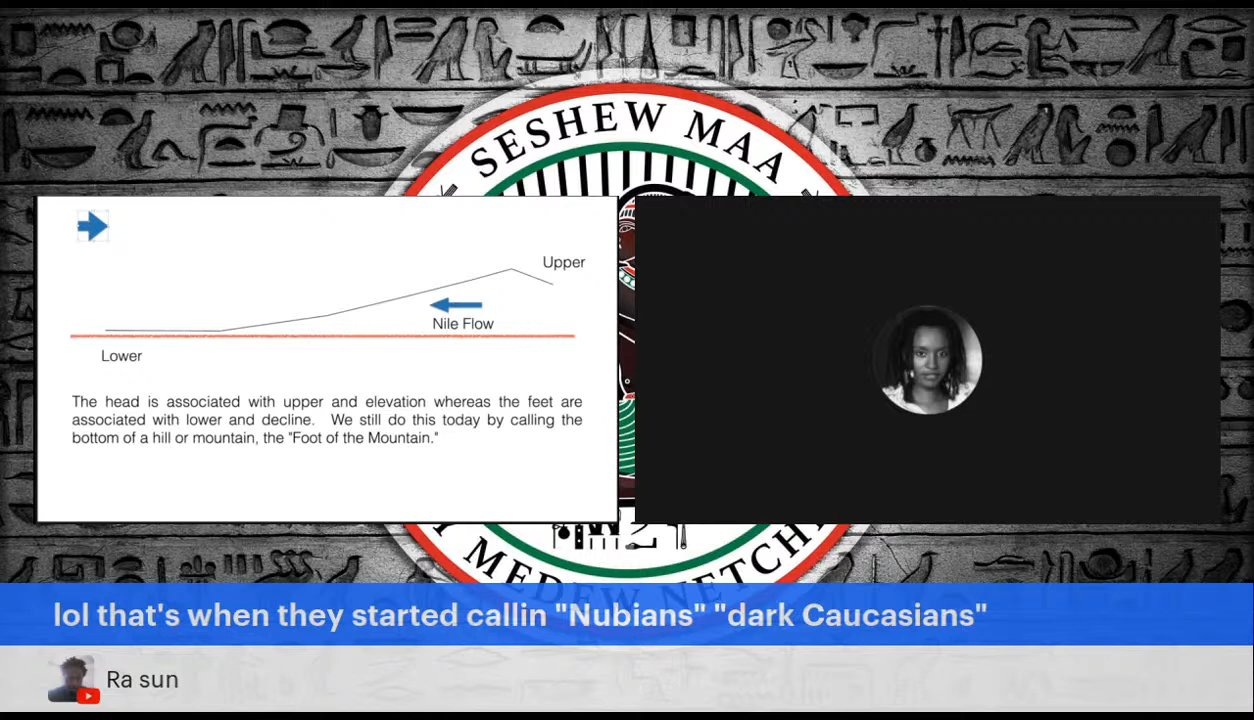 SESHEW MAA
Upper
Nile Flow
Lower
The head is associated with upper and elevation whereas the feet are
associated with lower and decline. We still do this today by calling the
bottom of a hill or mountain, the "Foot of the Mountain."
MEDEW NETCH
lol that's when they started callin "Nubians" "dark Caucasians"
Ra sun